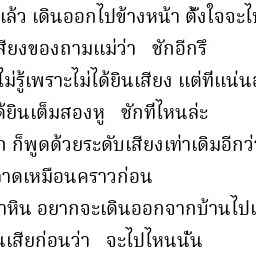 แล้ว เดินออกไปข้างหน้า ตั้งใจจะไป
เสียงของถามแม่ว่า ซักอีกรึ
ไม่รู้เพราะไม่ได้ยินเสียง แต่ที่แน่น
ได้ยินเต็มสองหู ซักที่ไหนล่ะ
ก็พูดด้วยระดับเสียงเท่าเดิมอีกว่
าดเหมือนคราวก่อน
าหิน อยากจะเดินออกจากบ้านไป
นเสียก่อนว่า จะไปไหนนั่น